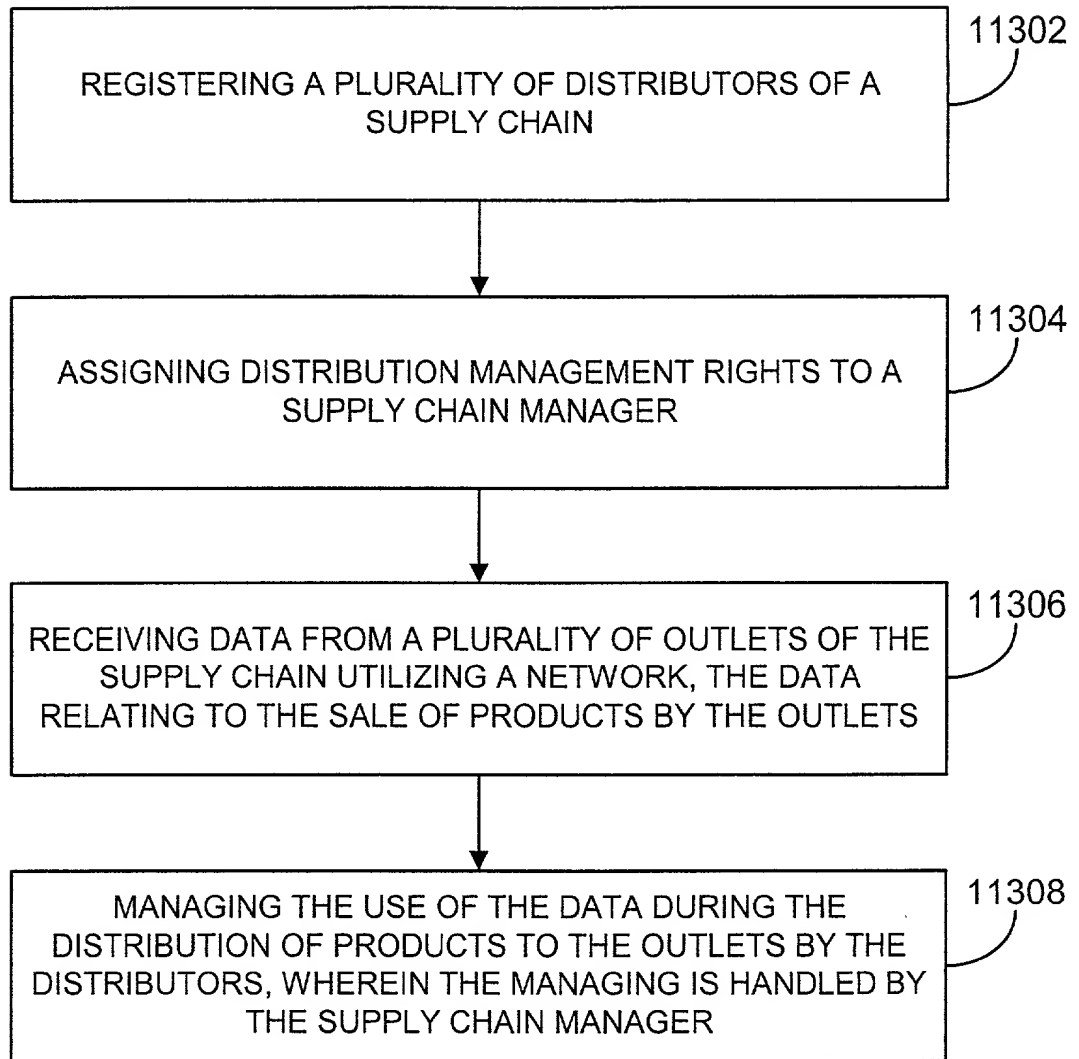 11302
REGISTERING A PLURALITY OF DISTRIBUTORS OF A
SUPPLY CHAIN
11304
ASSIGNING DISTRIBUTION MANAGEMENT RIGHTS TO A
SUPPLY CHAIN MANAGER
11306
RECEIVING DATA FROM A PLURALITY OF OUTLETS OF THE
SUPPLY CHAIN UTILIZING A NETWORK, THE DATA
RELATING TO THE SALE OF PRODUCTS BY THE OUTLETS
11308
MANAGING THE USE OF THE DATA DURING THE
DISTRIBUTION OF PRODUCTS TO THE OUTLETS BY THE
DISTRIBUTORS, WHEREIN THE MANAGING IS HANDLED BY
THE SUPPLY CHAIN MANAGER